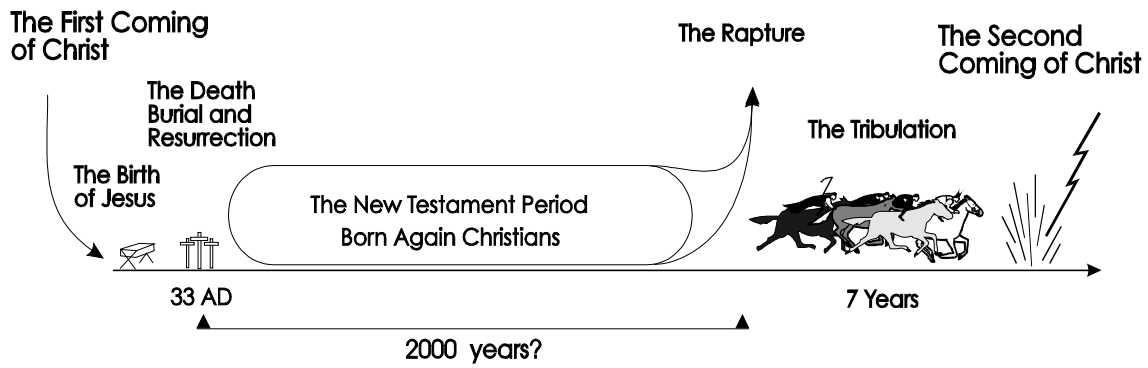 The First Coming
of Christ
The Death
Burial and
Resurrection
The Birth
of Jesus
The New Testament Period
Born Again Christians
The Rapture
The Tribulation
The Second
Coming of Christ
33 AD
7 Years
2000 years?